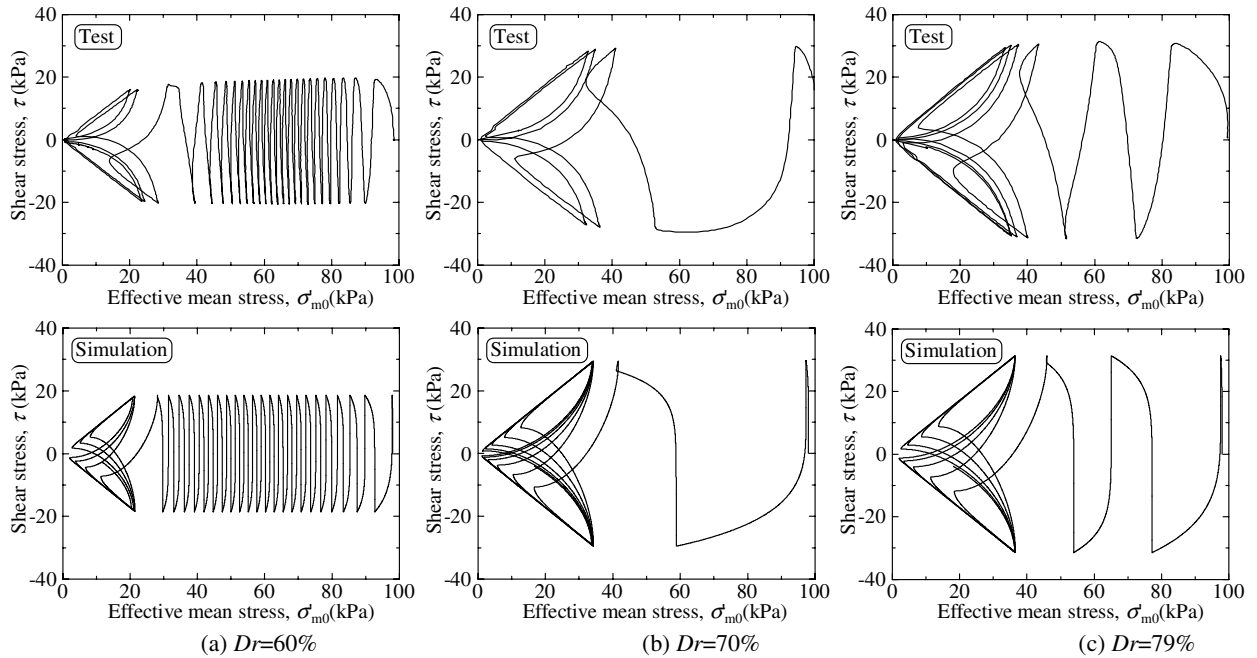 Test
Shear stress, τ (kPa)
40
20
0
-20
-40
0 20 40 60 80 100
Effective mean stress, σ'm0(kPa)
Test
Shear stress, τ (kPa)
40
20
0
-20
-40
0 20 40 60 80 100
Effective mean stress, σ'm0(kPa)
Test
Shear stress, τ (kPa)
40
20
0
-20
-40
0 20 40 60 80 100
Effective mean stress, σ'm0(kPa)
Simulation
Shear stress, τ (kPa)
40
20
0
-20
-40
0 20 40 60 80 100
Effective mean stress, σ'm0(kPa)
(a) Dr=60%
Simulation
Shear stress, τ (kPa)
40
20
0
-20
-40
0 20 40 60 80 100
Effective mean stress, σ'm0(kPa)
(b) Dr=70%
Simulation
Shear stress, τ (kPa)
40
20
0
-20
-40
0 20 40 60 80 100
Effective mean stress, σ'm0(kPa)
(c) Dr=79%